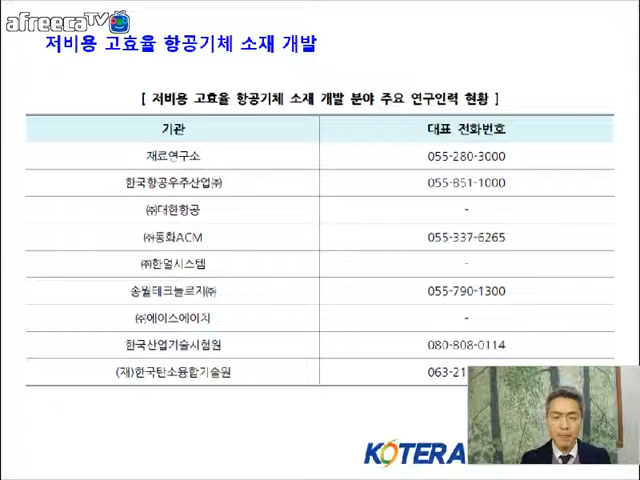 afreecaTV
저비용 고효율 항공기체 소재 개발
[ 저비용 고효율 항공기체 소재 개발 분야 주요 연구인력 현황 ]
기관 대표 전화번호
재료연구소 055-280-3000
한국항공우주산업㈜ 055-851-1000
㈜대한항공 -
㈜동화ACM 055-337-6265
㈜한얼시스템 -
송월테크놀로지㈜ 055-790-1300
㈜에이스에이치 -
한국산업기술시험원 080-808-0114
(재)한국탄소융합기술원 063-21
KOTERA